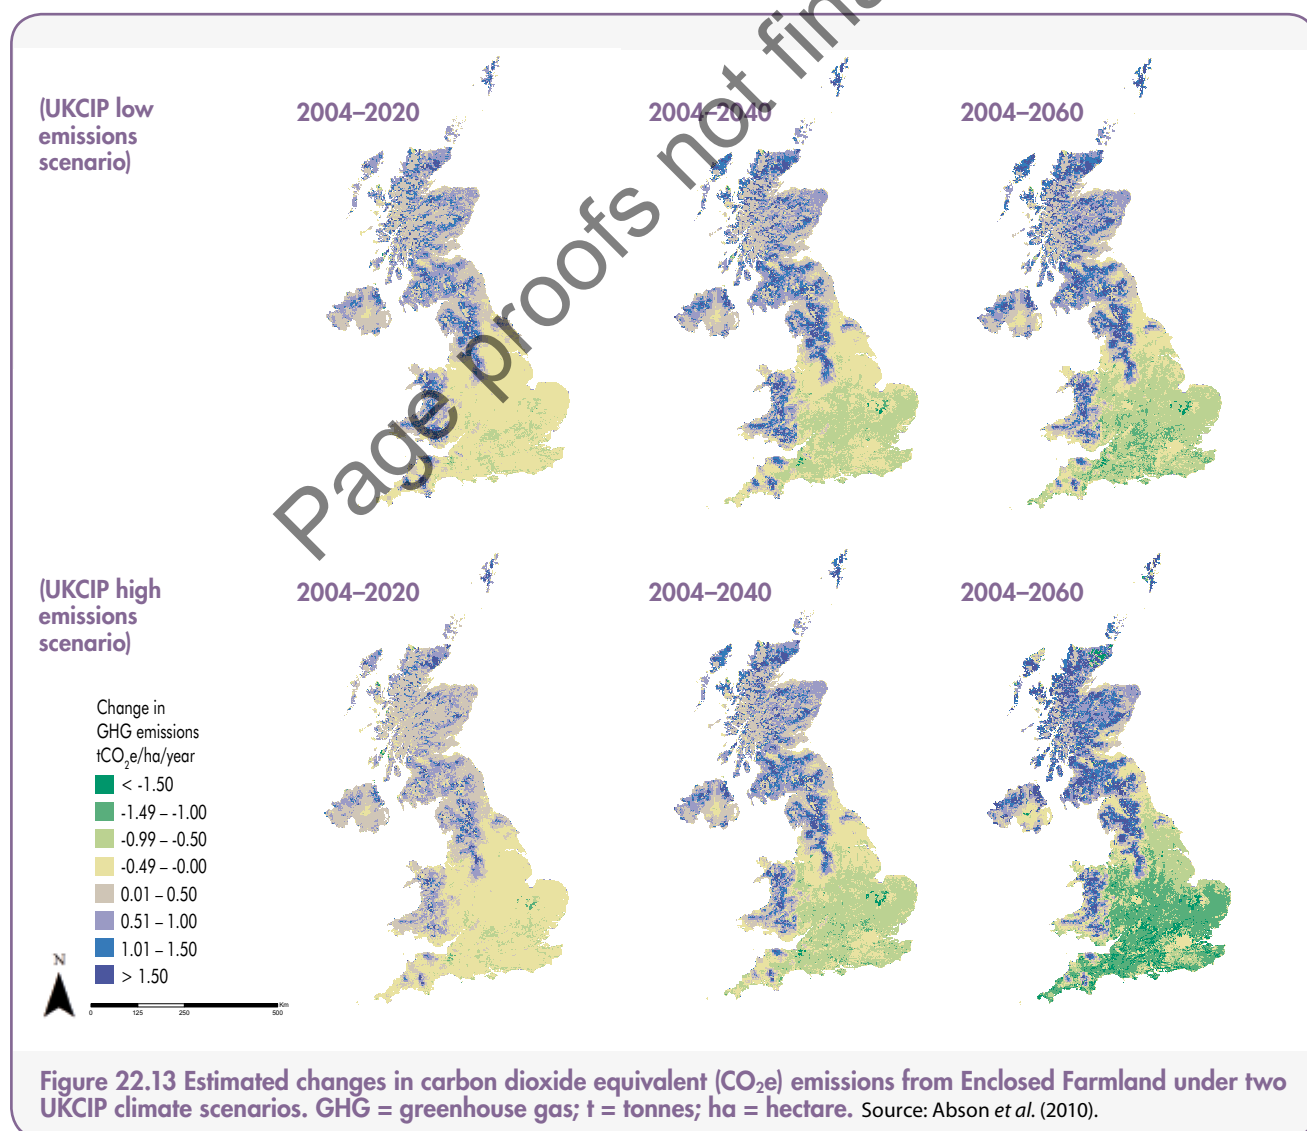 Page proofs not fina
(UKCIP low
emissions
scenario)
2004–2020
2004–2040
2004–2060
(UKCIP high
emissions
scenario)
2004–2020
2004–2040
2004–2060
Change in
GHG emissions
tCO₂e/ha/year
< -1.50
-1.49 – -1.00
-0.99 – -0.50
-0.49 – -0.00
0.01 – 0.50
0.51 – 1.00
1.01 – 1.50
> 1.50
N
Km
0 125 250 500
Figure 22.13 Estimated changes in carbon dioxide equivalent (CO₂e) emissions from Enclosed Farmland under two
UKCIP climate scenarios. GHG = greenhouse gas; t = tonnes; ha = hectare. Source: Abson et al. (2010).